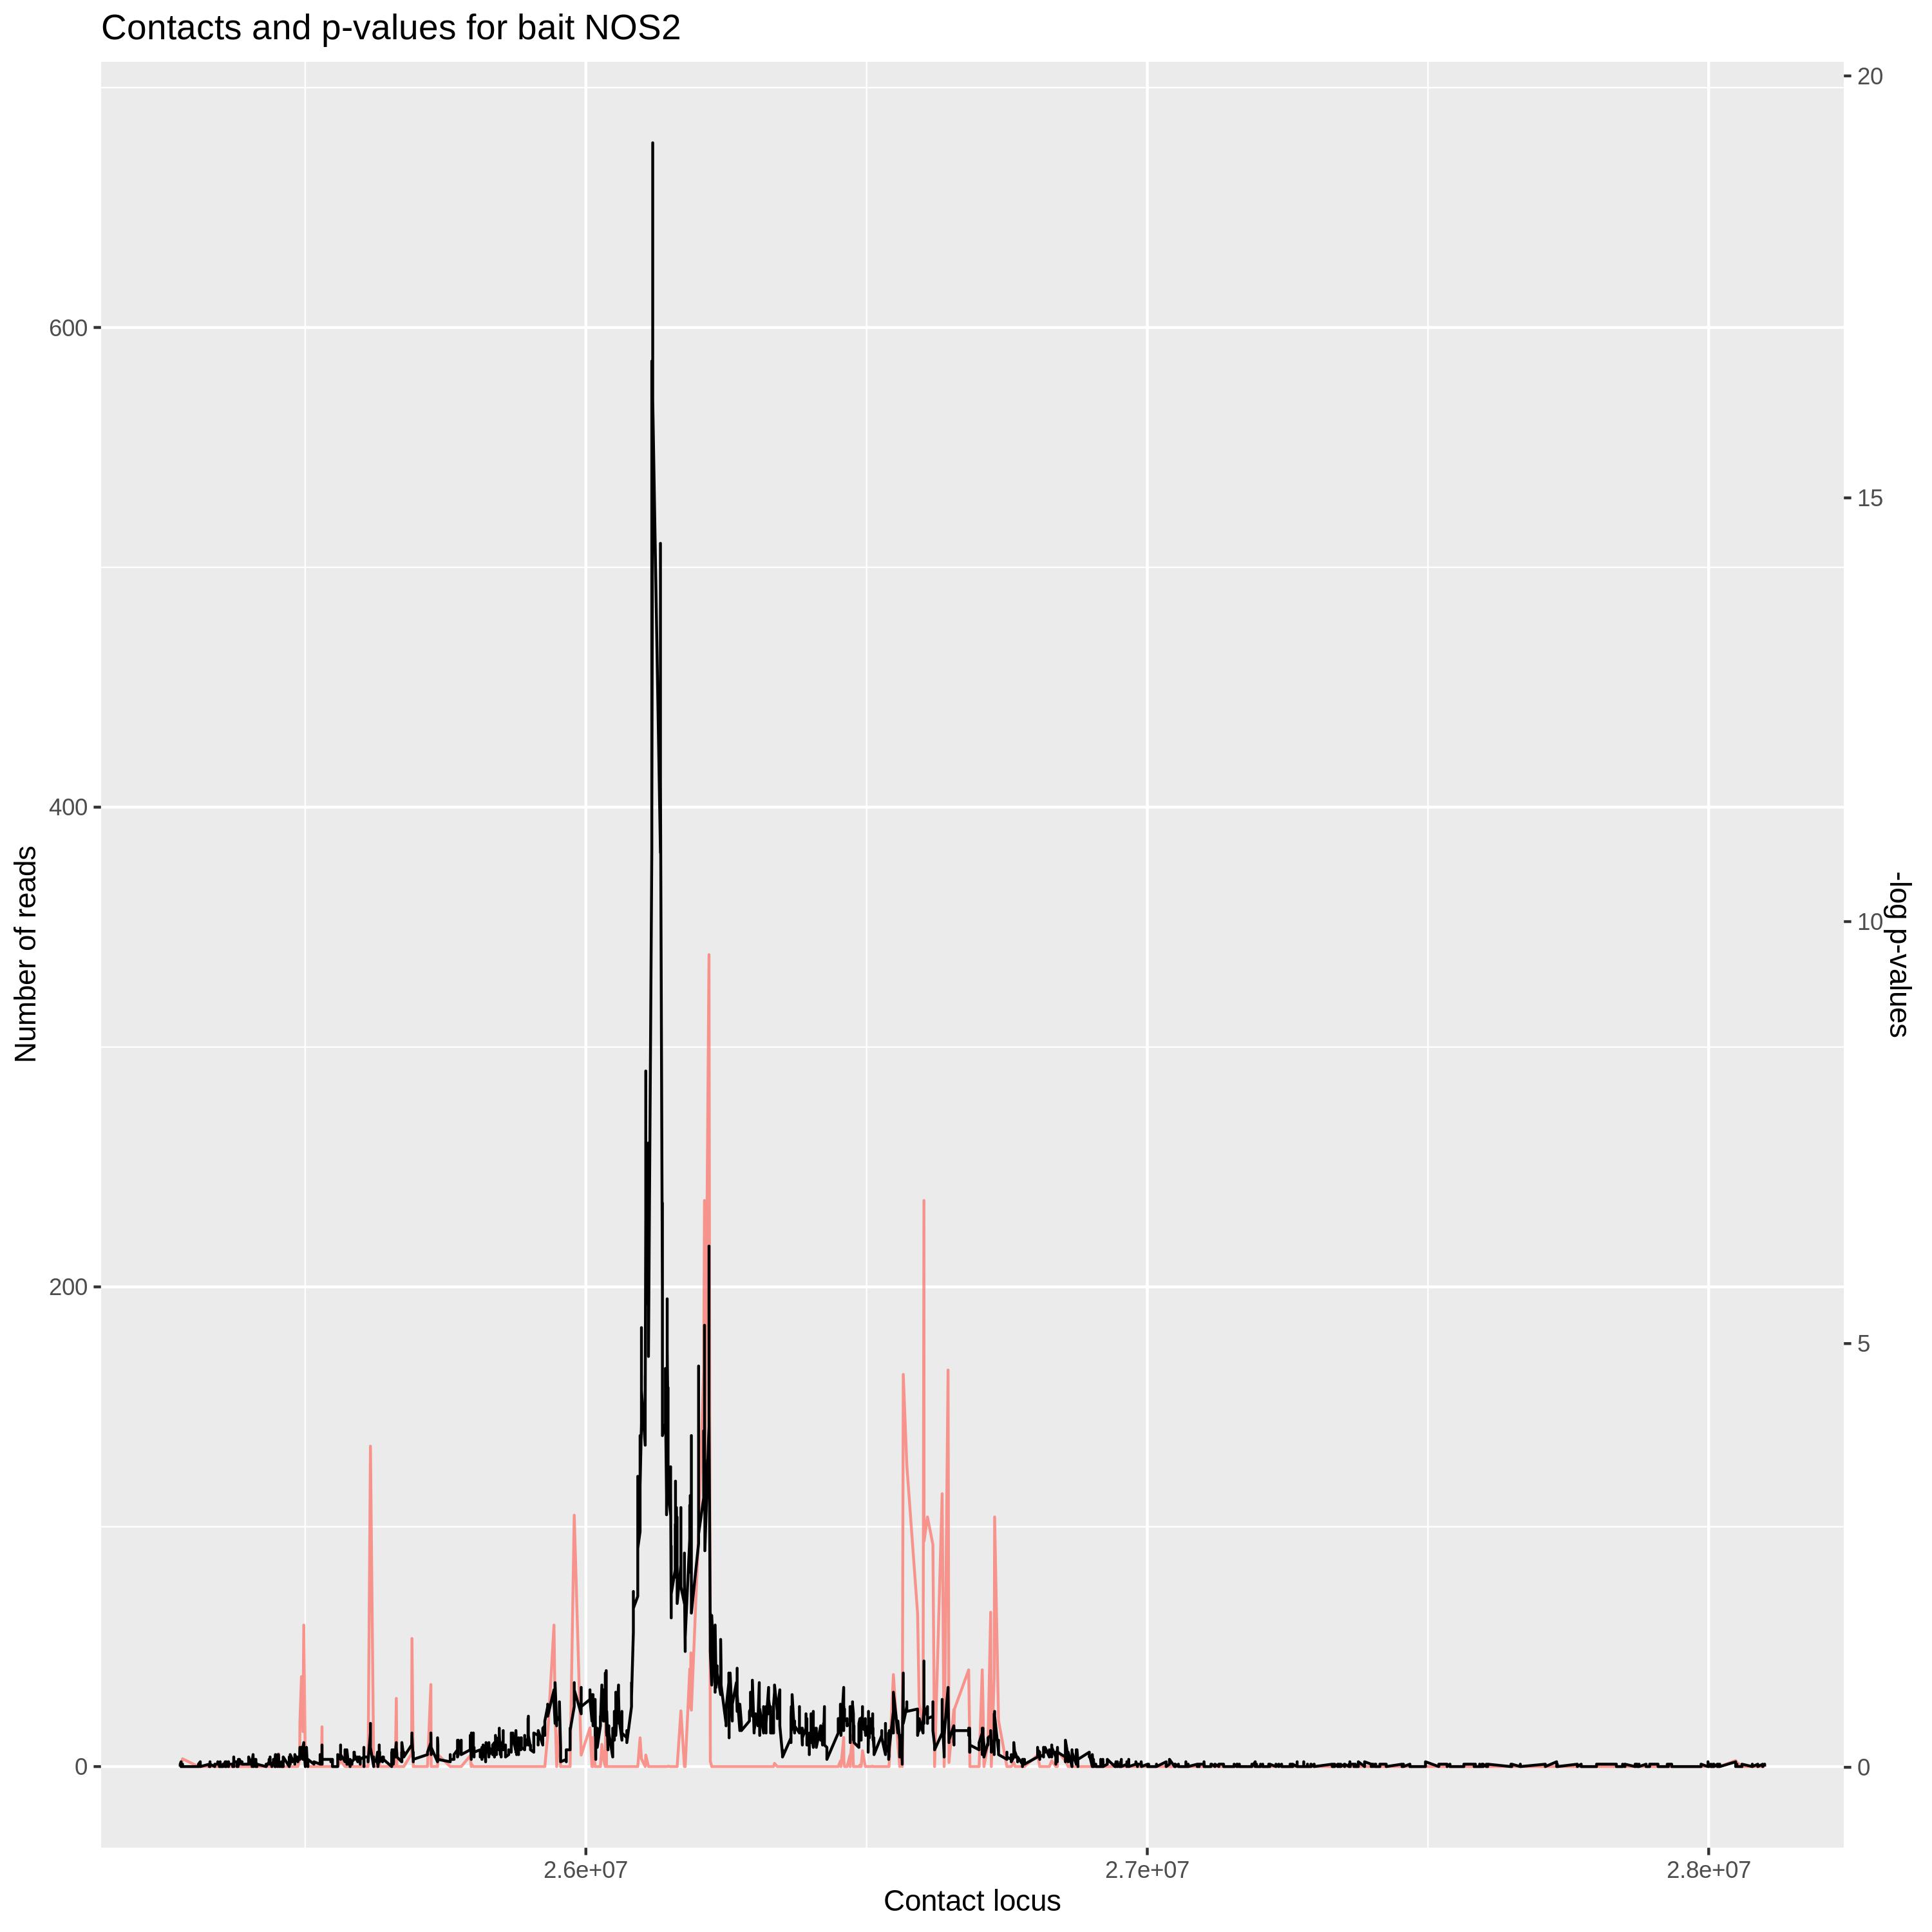 Contacts and p-values for bait NOS2
Number of reads
600
400
200
0
20
15
10
5
0
-log p-values
2.6e+07
2.7e+07
2.8e+07
Contact locus